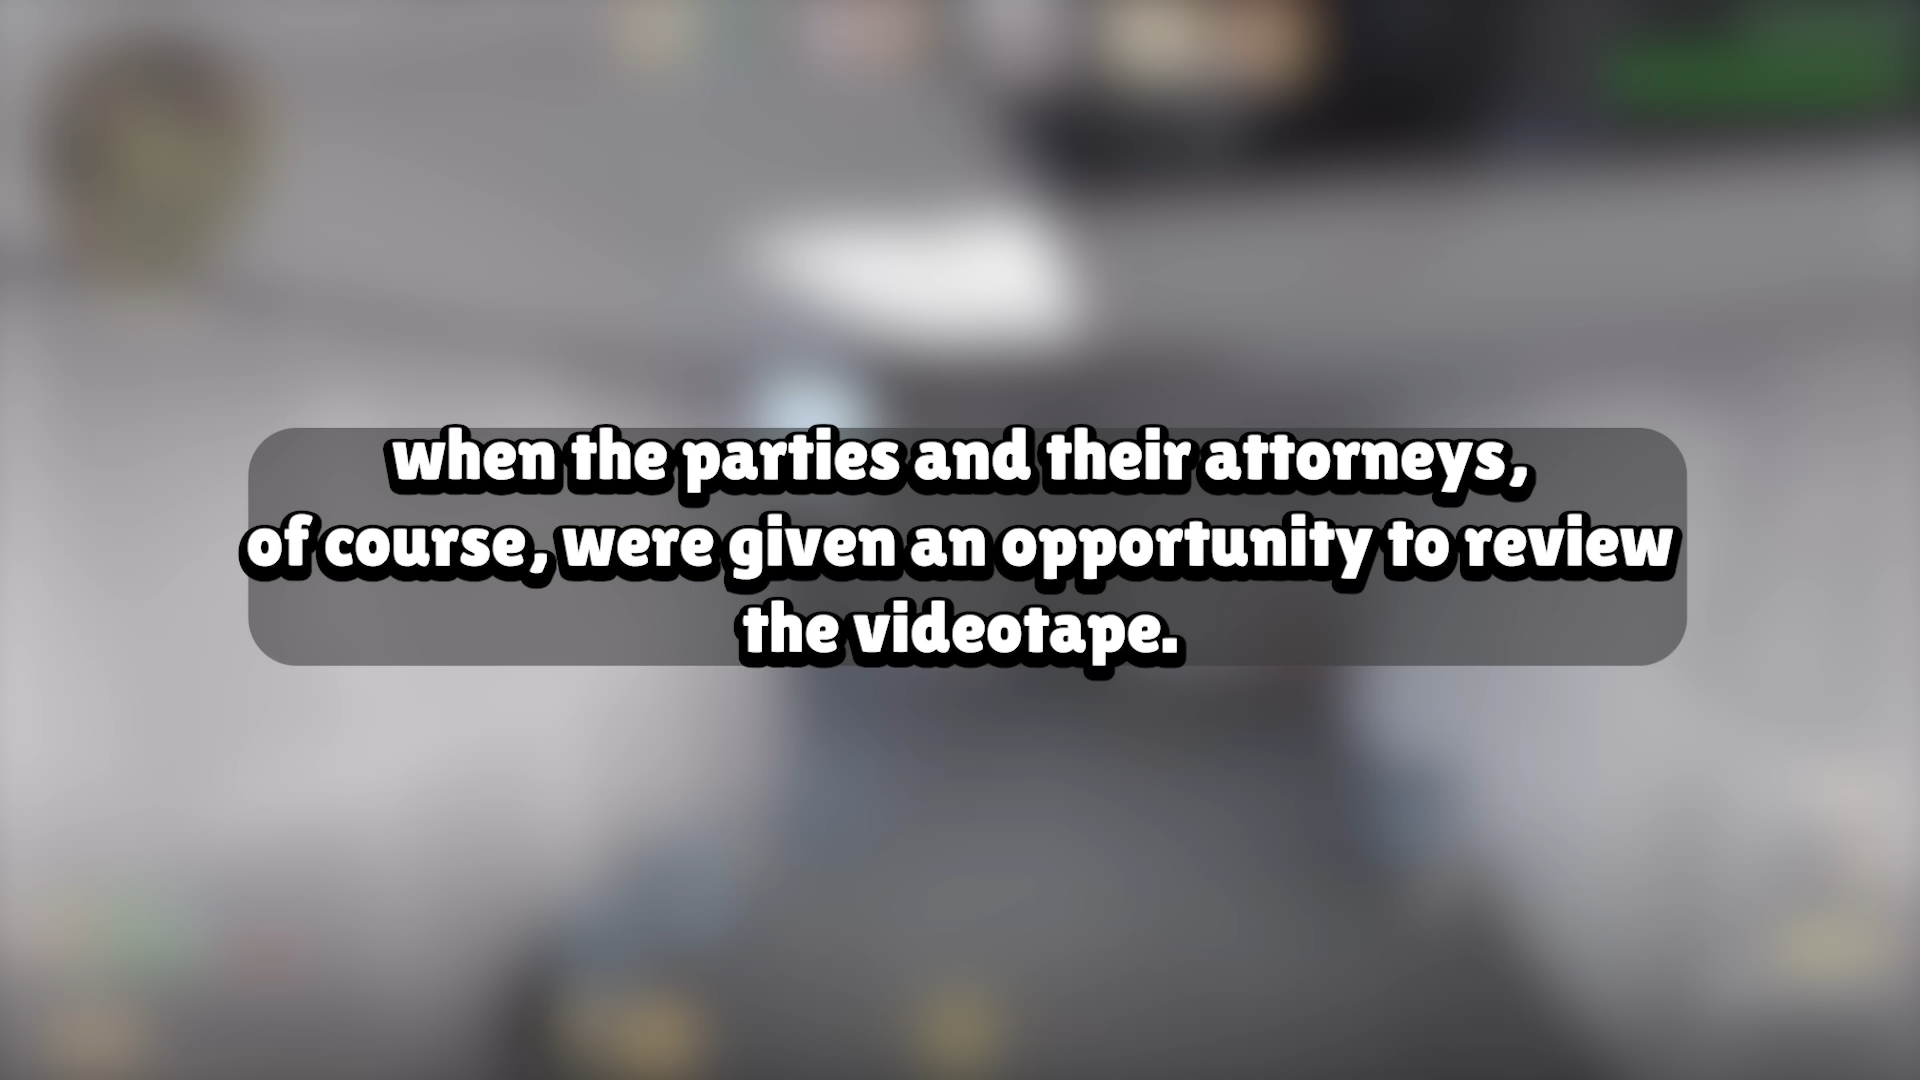 when the parties and their attorneys,
of course, were given an opportunity to review
the videotape.